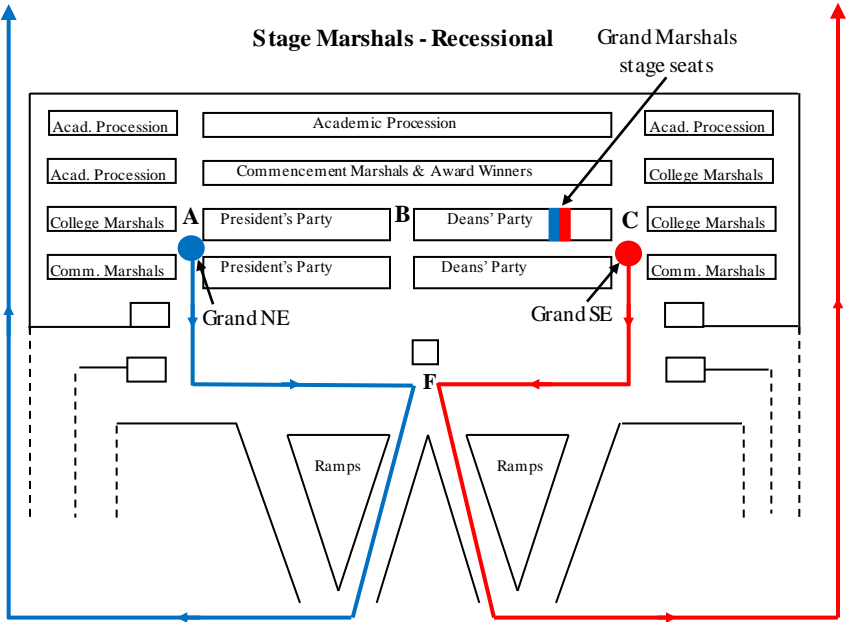 Stage Marshals - Recessional
Grand Marshals
stage seats
Acad. Procession
Academic Procession
Acad. Procession
Acad. Procession
Commencement Marshals & Award Winners
College Marshals
College Marshals
A
President's Party
B
Deans' Party
C
College Marshals
Comm. Marshals
President's Party
Deans' Party
Comm. Marshals
Grand NE
Grand SE
F
Ramps
Ramps